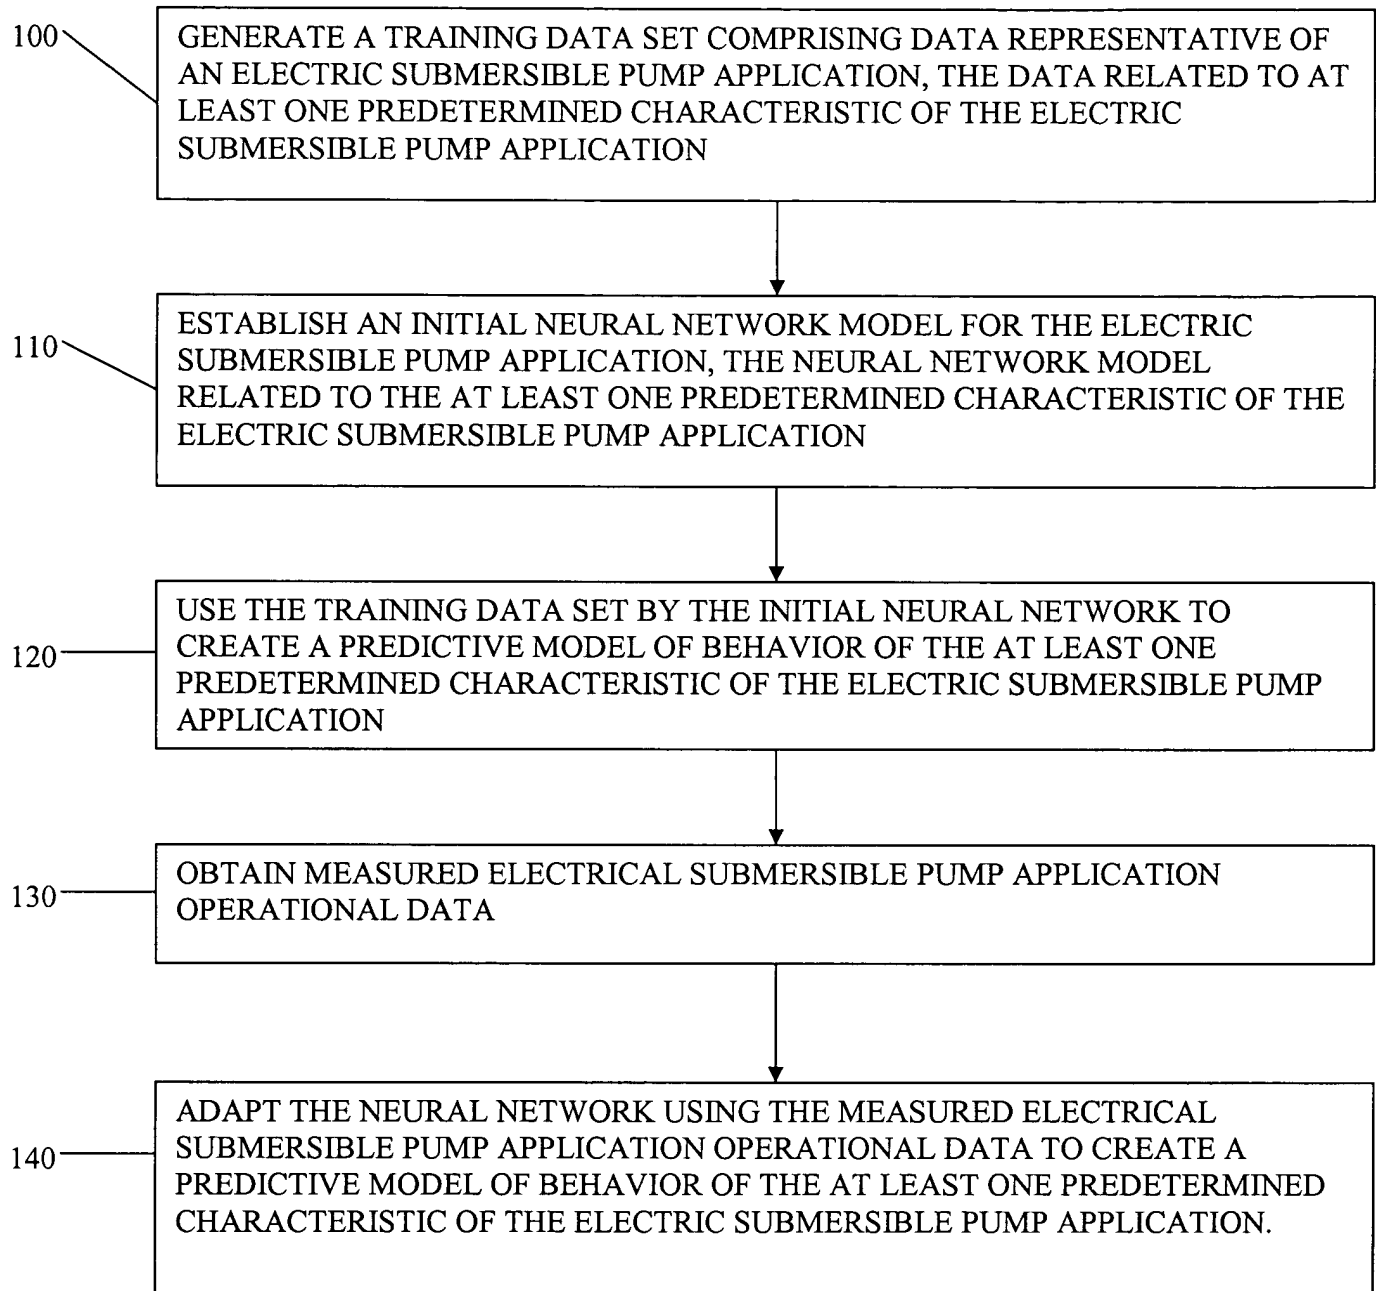 100
GENERATE A TRAINING DATA SET COMPRISING DATA REPRESENTATIVE OF
AN ELECTRIC SUBMERSIBLE PUMP APPLICATION, THE DATA RELATED TO AT
LEAST ONE PREDETERMINED CHARACTERISTIC OF THE ELECTRIC
SUBMERSIBLE PUMP APPLICATION
110
ESTABLISH AN INITIAL NEURAL NETWORK MODEL FOR THE ELECTRIC
SUBMERSIBLE PUMP APPLICATION, THE NEURAL NETWORK MODEL
RELATED TO THE AT LEAST ONE PREDETERMINED CHARACTERISTIC OF THE
ELECTRIC SUBMERSIBLE PUMP APPLICATION
120
USE THE TRAINING DATA SET BY THE INITIAL NEURAL NETWORK TO
CREATE A PREDICTIVE MODEL OF BEHAVIOR OF THE AT LEAST ONE
PREDETERMINED CHARACTERISTIC OF THE ELECTRIC SUBMERSIBLE PUMP
APPLICATION
130
OBTAIN MEASURED ELECTRICAL SUBMERSIBLE PUMP APPLICATION
OPERATIONAL DATA
140
ADAPT THE NEURAL NETWORK USING THE MEASURED ELECTRICAL
SUBMERSIBLE PUMP APPLICATION OPERATIONAL DATA TO CREATE A
PREDICTIVE MODEL OF BEHAVIOR OF THE AT LEAST ONE PREDETERMINED
CHARACTERISTIC OF THE ELECTRIC SUBMERSIBLE PUMP APPLICATION.